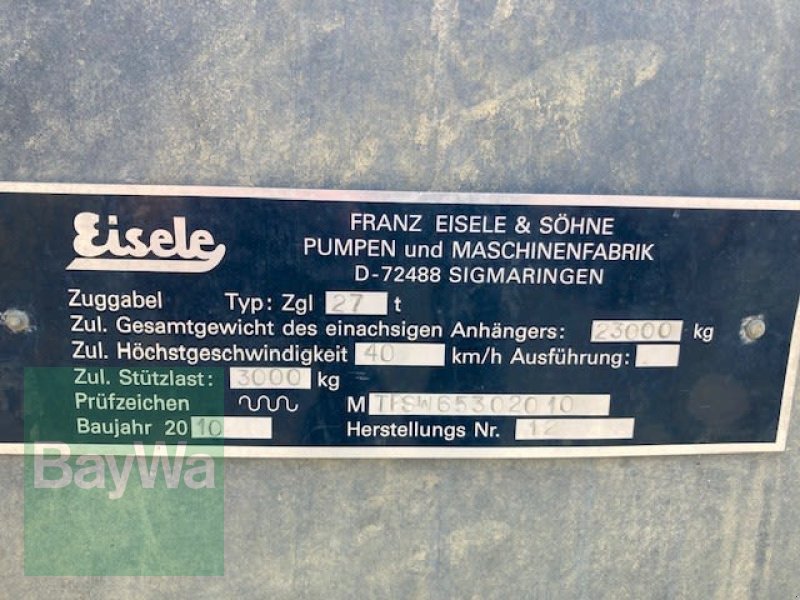 Eisele
FRANZ EISELE & SÖHNE
PUMPEN und MASCHINENFABRIK
D-72488 SIGMARINGEN
Zuggabel Typ: Zgl 27 t
Zul. Gesamtgewicht des einachsigen Anhängers: 23000 kg
Zul. Höchstgeschwindigkeit 40 km/h Ausführung:
Zul. Stützlast: 3000 kg
Prüfzeichen M TFSW65302010
Baujahr 2010 Herstellungs Nr. 12
BayWa